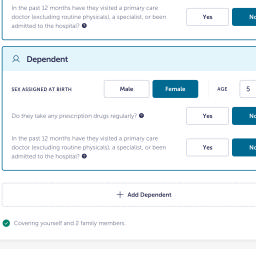 In the past 12 months have they visited a primary care
doctor (excluding routine physicals), a specialist, or been
admitted to the hospital? ?
Yes No
Dependent
SEX ASSIGNED AT BIRTH Male Female AGE 5
Do they take any prescription drugs regularly? ?
Yes No
In the past 12 months have they visited a primary care
doctor (excluding routine physicals), a specialist, or been
admitted to the hospital? ?
Yes No
+ Add Dependent
Covering yourself and 2 family members.